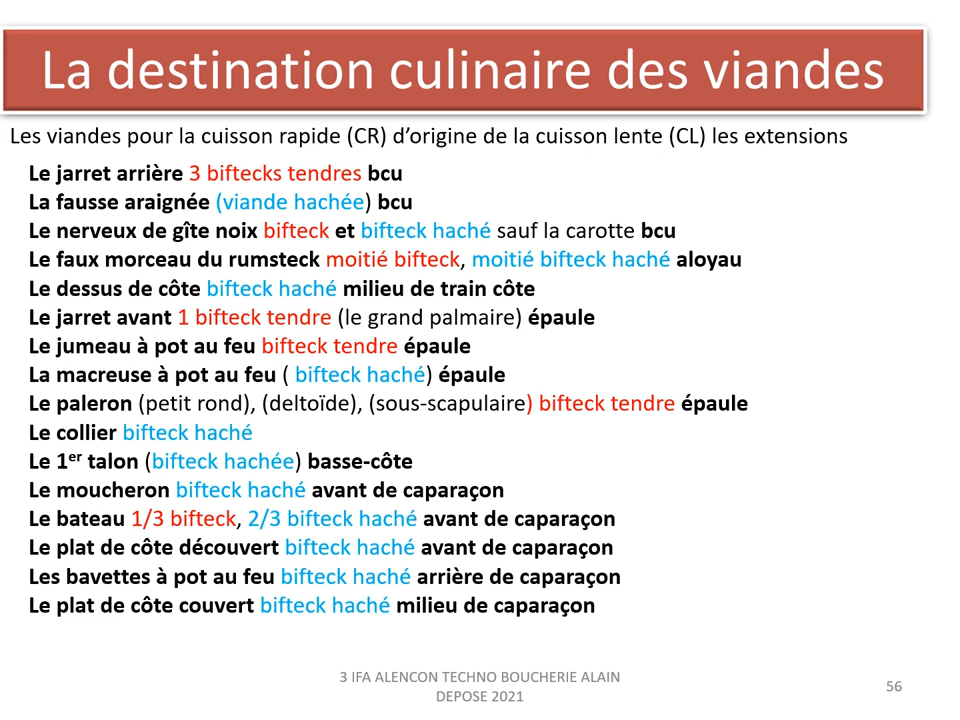 La destination culinaire des viandes
Les viandes pour la cuisson rapide (CR) d’origine de la cuisson lente (CL) les extensions
Le jarret arrière 3 biftecks tendres bcu
La fausse araignée (viande hachée) bcu
Le nerveux de gîte noix bifteck et bifteck haché sauf la carotte bcu
Le faux morceau du rumsteck moitié bifteck, moitié bifteck haché aloyau
Le dessus de côte bifteck haché milieu de train côte
Le jarret avant 1 bifteck tendre (le grand palmaire) épaule
Le jumeau à pot au feu bifteck tendre épaule
La macreuse à pot au feu ( bifteck haché) épaule
Le paleron (petit rond), (deltoïde), (sous-scapulaire) bifteck tendre épaule
Le collier bifteck haché
Le 1er talon (bifteck hachée) basse-côte
Le moucheron bifteck haché avant de caparaçon
Le bateau 1/3 bifteck, 2/3 bifteck haché avant de caparaçon
Le plat de côte découvert bifteck haché avant de caparaçon
Les bavettes à pot au feu bifteck haché arrière de caparaçon
Le plat de côte couvert bifteck haché milieu de caparaçon
3 IFA ALENCON TECHNO BOUCHERIE ALAIN
DEPOSE 2021
56